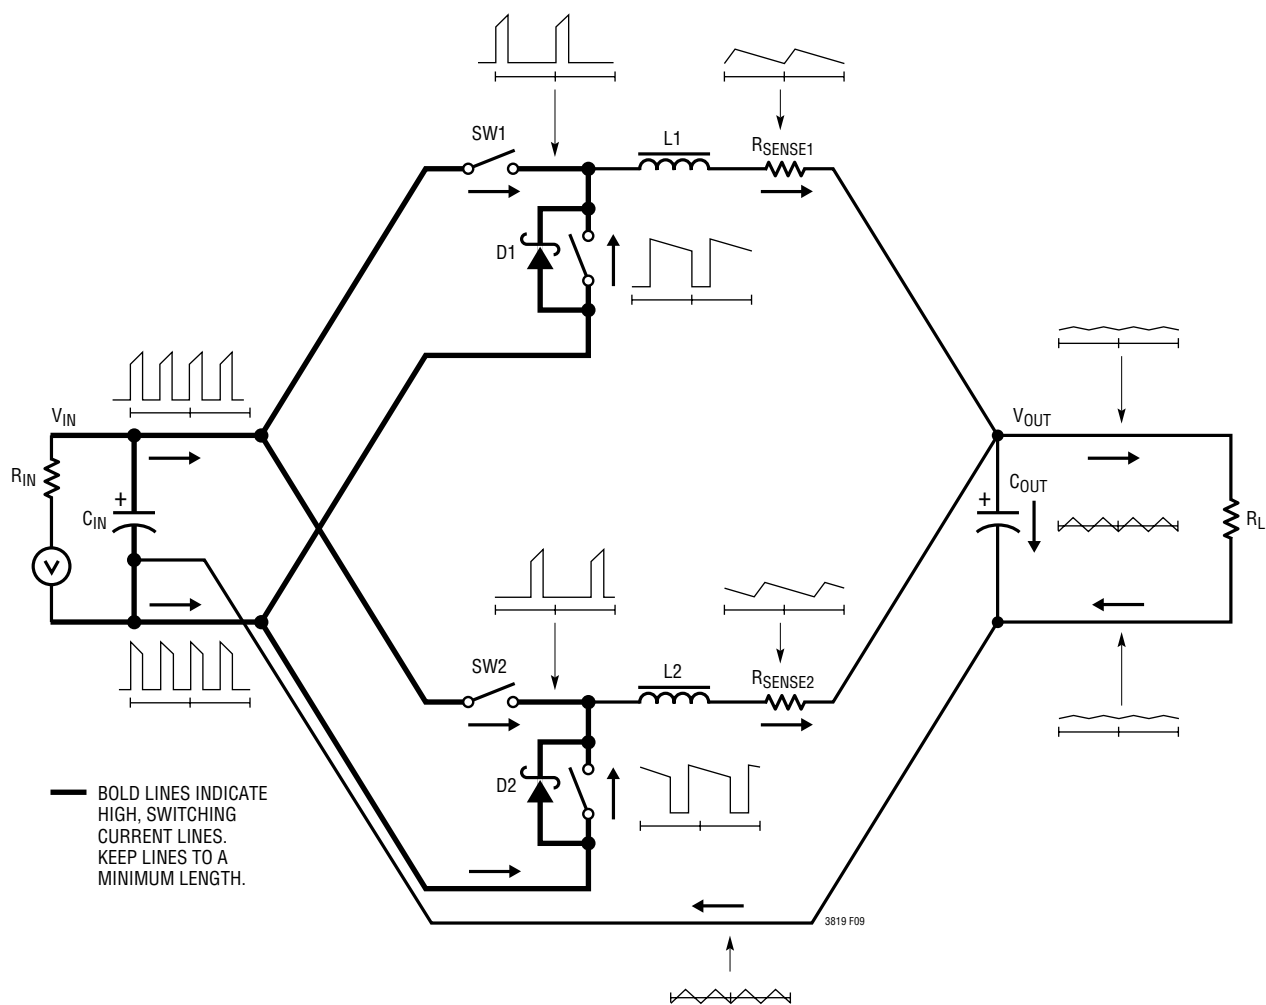 SW1
L1
RSENSE1
D1
VIN
VOUT
RIN
+
CIN
+
COUT
RL
V
SW2
L2
RSENSE2
D2
BOLD LINES INDICATE
HIGH, SWITCHING
CURRENT LINES.
KEEP LINES TO A
MINIMUM LENGTH.
3819 F09